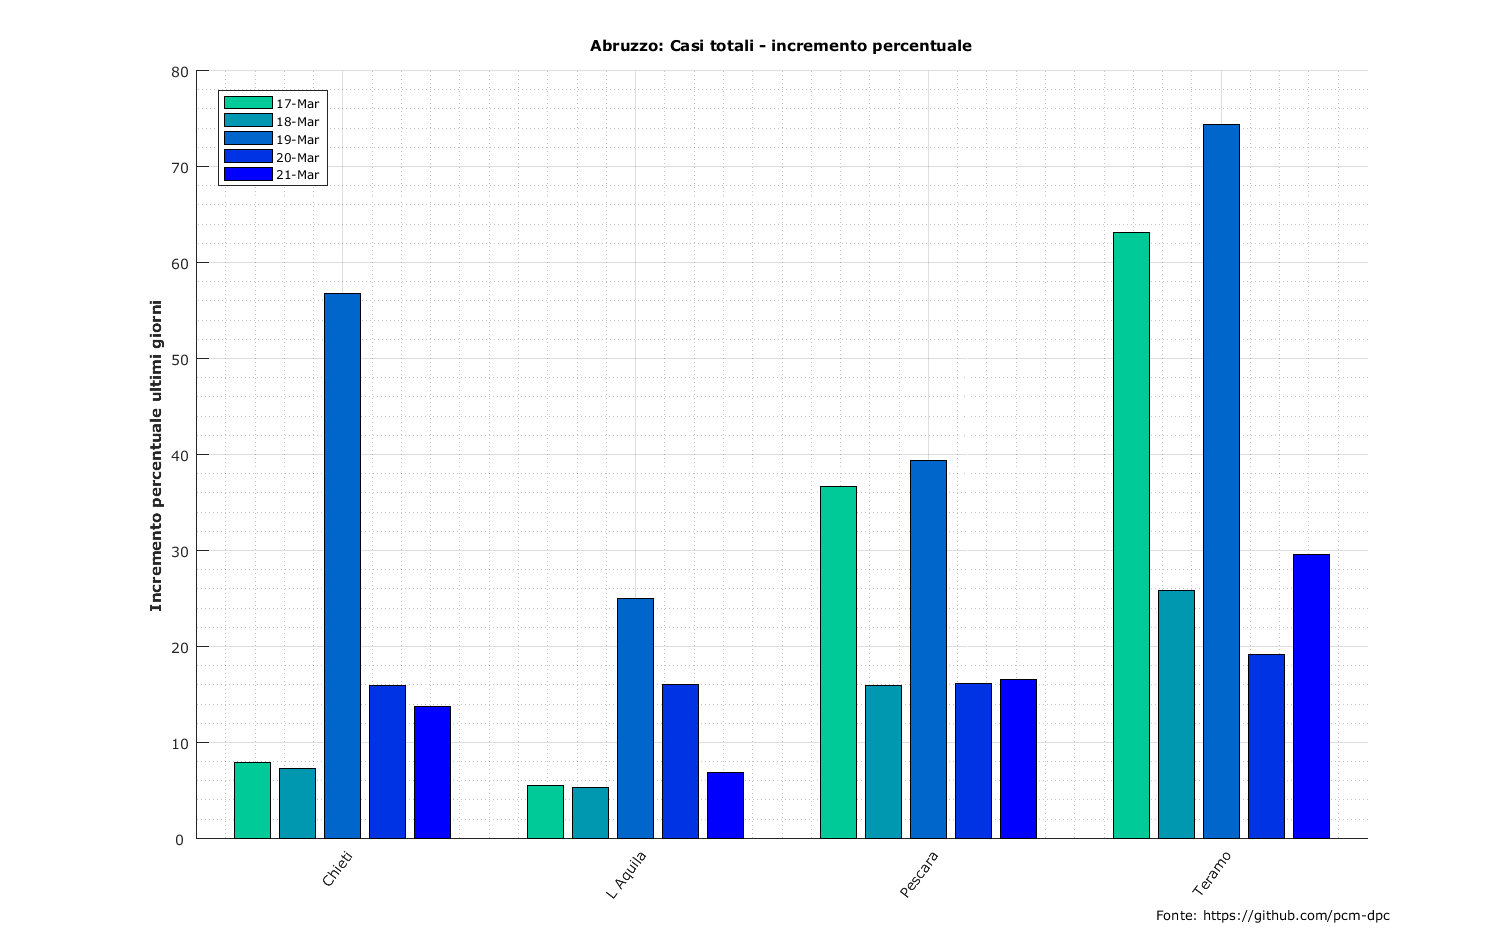 Abruzzo: Casi totali - incremento percentuale
80
70
60
50
40
30
20
10
0
Incremento percentuale ultimi giorni
17-Mar
18-Mar
19-Mar
20-Mar
21-Mar
Chieti
L Aquila
Pescara
Teramo
Fonte: https://github.com/pcm-dpc